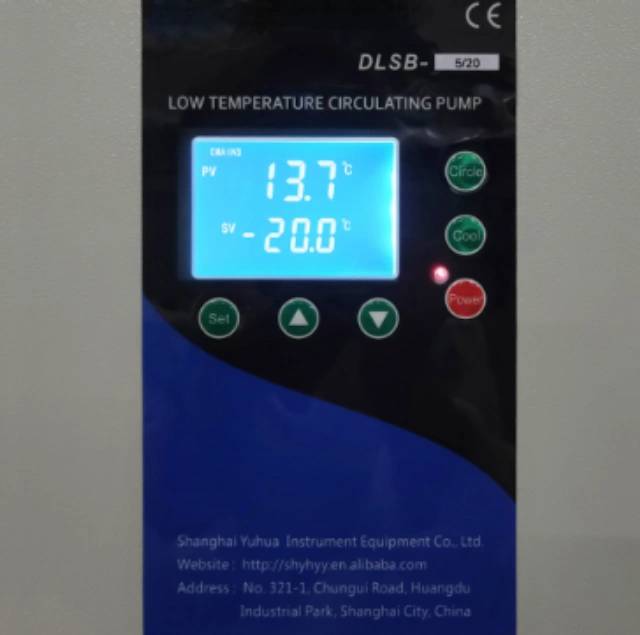 CE
DLSB- 5/20
LOW TEMPERATURE CIRCULATING PUMP
PV 13.7 ℃
SV -20.0 ℃
Circle
Cool
Power
Set
Shanghai Yuhua Instrument Equipment Co., Ltd.
Website : http://shyhyy.en.alibaba.com
Address : No. 321-1, Chungui Road, Huangdu
Industrial Park, Shanghai City, China